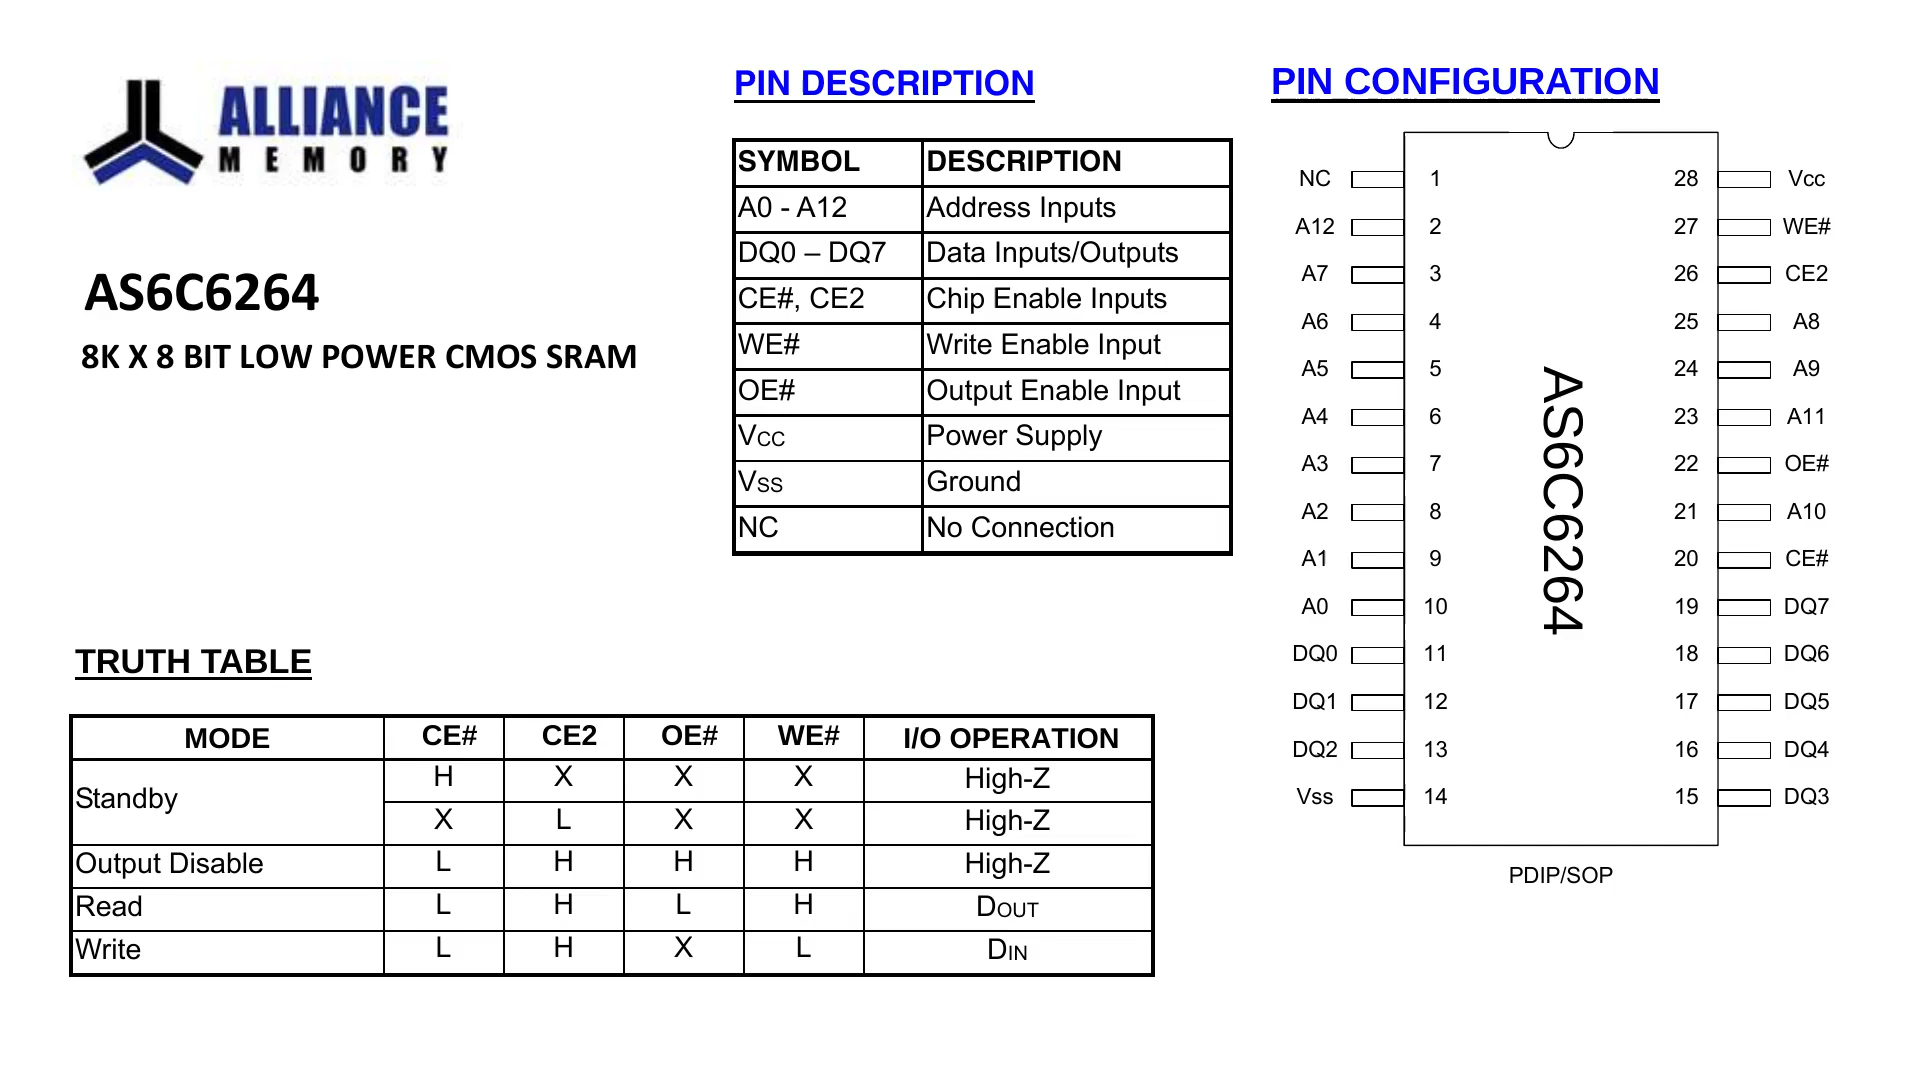 ALLIANCE
MEMORY
AS6C6264
8K X 8 BIT LOW POWER CMOS SRAM
PIN DESCRIPTION
SYMBOL DESCRIPTION
A0 - A12 Address Inputs
DQ0 – DQ7 Data Inputs/Outputs
CE#, CE2 Chip Enable Inputs
WE# Write Enable Input
OE# Output Enable Input
VCC Power Supply
VSS Ground
NC No Connection
PIN CONFIGURATION
NC 1 28 Vcc
A12 2 27 WE#
A7 3 26 CE2
A6 4 25 A8
A5 5 24 A9
A4 6 23 A11
A3 7 22 OE#
A2 8 21 A10
A1 9 20 CE#
A0 10 19 DQ7
DQ0 11 18 DQ6
DQ1 12 17 DQ5
DQ2 13 16 DQ4
Vss 14 15 DQ3
AS6C6264
PDIP/SOP
TRUTH TABLE
MODE CE# CE2 OE# WE# I/O OPERATION
Standby H X X X High-Z
X L X X High-Z
Output Disable L H H H High-Z
Read L H L H DOUT
Write L H X L DIN